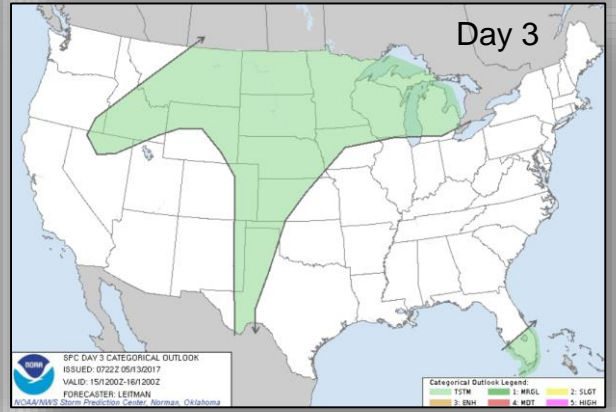 Day 3
NOAA
SPC DAY 3 CATEGORICAL OUTLOOK
ISSUED: 0722Z 05/13/2017
VALID: 15/1200Z-16/1200Z
FORECASTER: LEITMAN
NOAA/NWS Storm Prediction Center, Norman, Oklahoma
Categorical Outlook Legend:
TSTM 1: MRGL 2: SLGT
3: ENH 4: MDT 5: HIGH